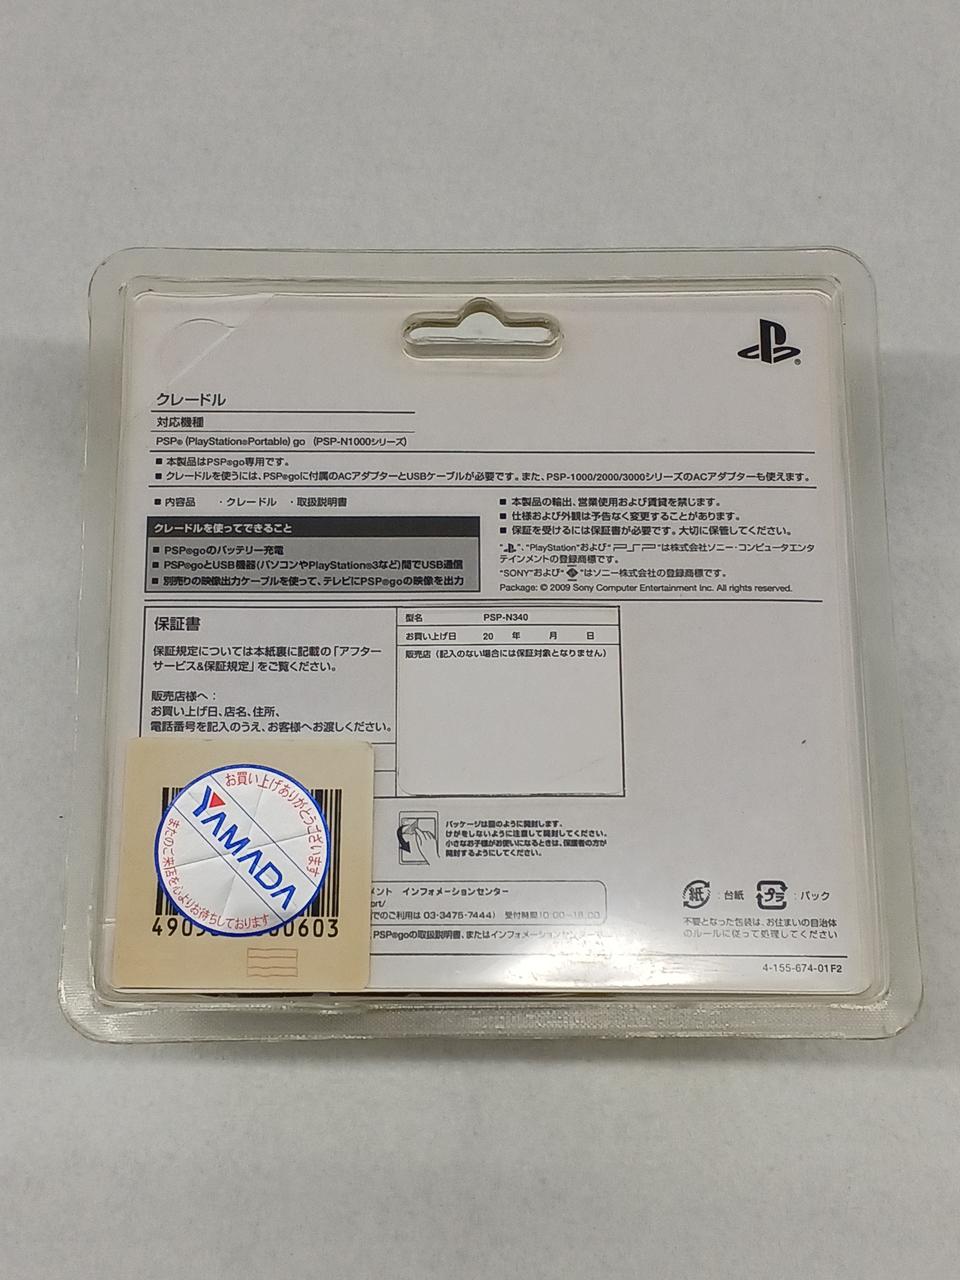 クレードル
対応機種
PSP® (PlayStation®Portable) go (PSP-N1000シリーズ)
■ 本製品はPSP®go専用です。
■ クレードルを使うには、PSP®goに付属のACアダプターとUSBケーブルが必要です。また、PSP-1000/2000/3000シリーズのACアダプターも使えます。
■ 内容品 ・クレードル ・取扱説明書
クレードルを使ってできること
■ PSP®goのバッテリー充電
■ PSP®goとUSB機器(パソコンやPlayStation®3など)間でUSB通信
■ 別売りの映像出力ケーブルを使って、テレビにPSP®goの映像を出力
■ 本製品の輸出、営業使用および賃貸を禁じます。
■ 仕様および外観は予告なく変更することがあります。
■ 保証を受けるには保証書が必要です。大切に保管してください。
"", "PlayStation"および"PSP"は株式会社ソニー・コンピュータエンタ
テインメントの登録商標です。
"SONY"および""はソニー株式会社の登録商標です。
Package: © 2009 Sony Computer Entertainment Inc. All rights reserved.
保証書
保証規定については本紙裏に記載の「アフター
サービス&保証規定」をご覧ください。
販売店様へ:
お買い上げ日、店名、住所、
電話番号を記入のうえ、お客様へお渡しください。
型名 PSP-N340
お買い上げ日 20 年 月 日
販売店(記入のない場合には保証対象となりません)
お買い上げありがとうございます
YAMADA
またのご来店を心よりお待ちしております
0603
パッケージは図のように開封します。
けがをしないように注意して開封してください。
小さなお子様がお使いになるときは、保護者の方が
開封するようにしてください。
メント インフォメーションセンター
ort/
でのご利用は 03-3475-7444) 受付時間10:00~18:00
PSP®goの取扱説明書、またはインフォメーションセンター
紙 : 台紙 プラ : パック
不要となった包装は、お住まいの自治体
のルールに従って処理してください
4-155-674-01 F2